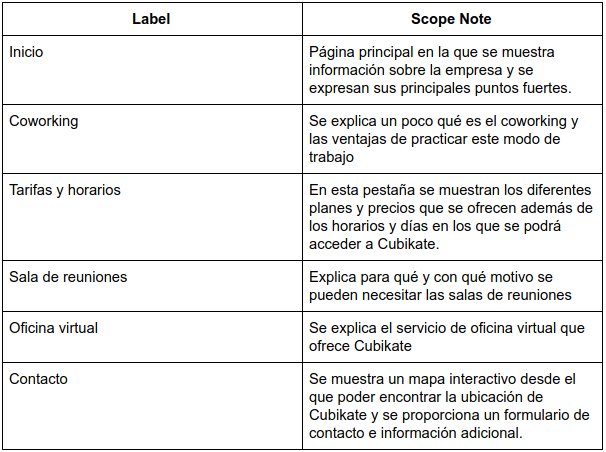 Label
Scope Note
Inicio
Página principal en la que se muestra
información sobre la empresa y se
expresan sus principales puntos fuertes.
Coworking
Se explica un poco qué es el coworking y
las ventajas de practicar este modo de
trabajo
Tarifas y horarios
En esta pestaña se muestran los diferentes
planes y precios que se ofrecen además de
los horarios y días en los que se podrá
acceder a Cubikate.
Sala de reuniones
Explica para qué y con qué motivo se
pueden necesitar las salas de reuniones
Oficina virtual
Se explica el servicio de oficina virtual que
ofrece Cubikate
Contacto
Se muestra un mapa interactivo desde el
que poder encontrar la ubicación de
Cubikate y se proporciona un formulario de
contacto e información adicional.